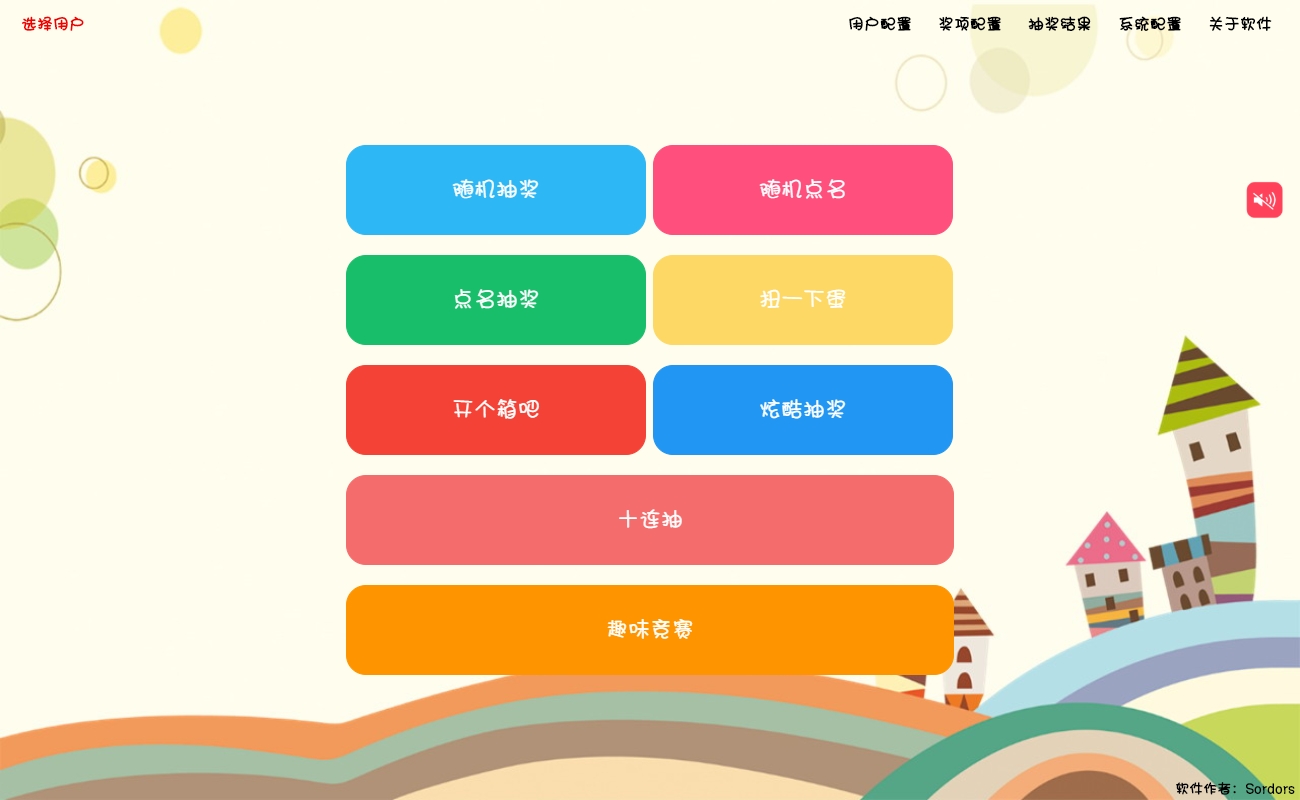 选择用户
用户配置 奖项配置 抽奖结果 系统配置 关于软件
随机抽奖
随机点名
点名抽奖
扭一下蛋
开个箱吧
炫酷抽奖
十连抽
趣味竞赛
软件作者：Sordors